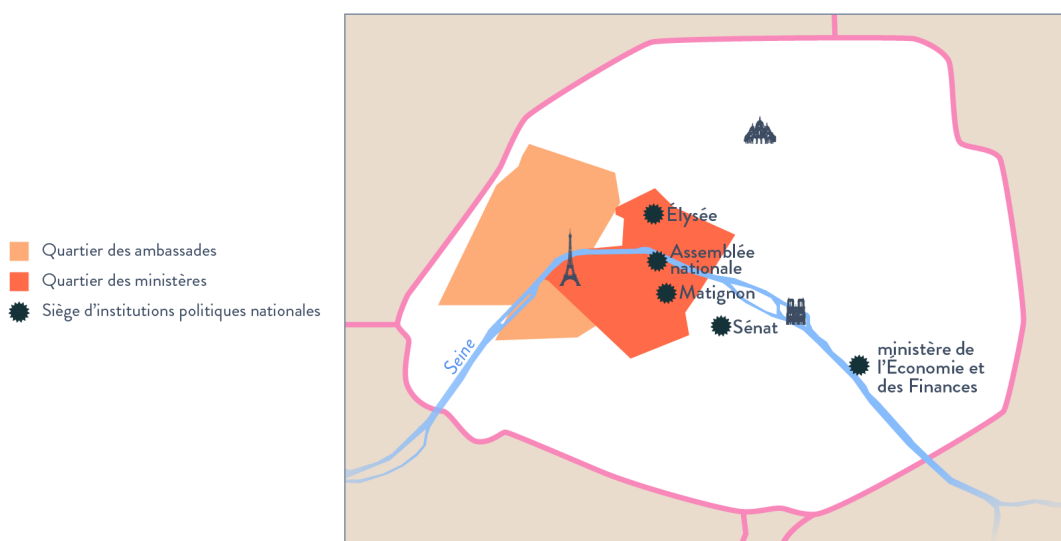 Élysée
Assemblée
nationale
Matignon
Sénat
ministère de
l'Économie et
des Finances
Seine
Quartier des ambassades
Quartier des ministères
Siège d'institutions politiques nationales